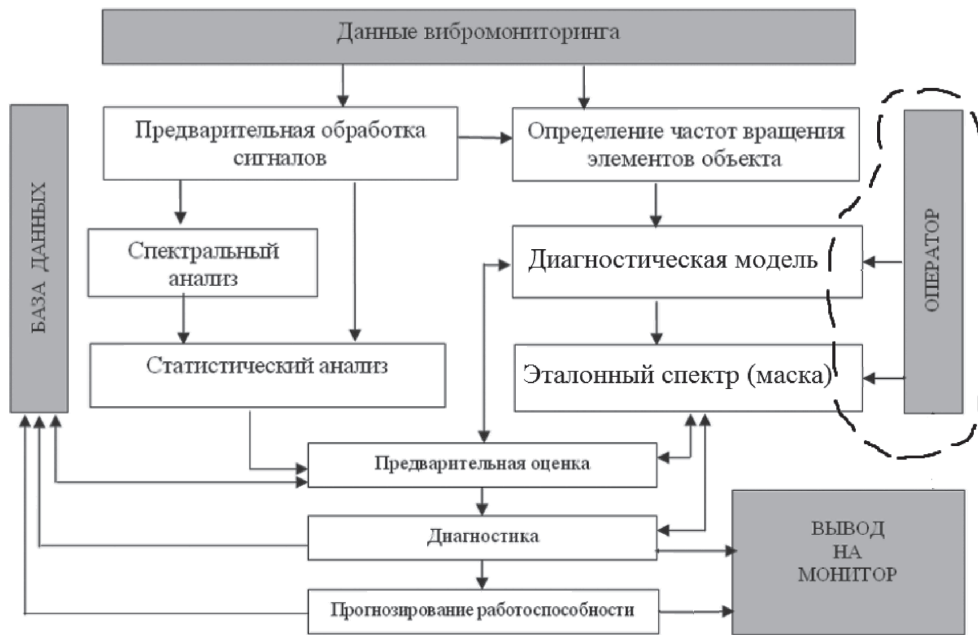 Данные вибромониторинга
Предварительная обработка
сигналов
Определение частот вращения
элементов объекта
БАЗА ДАННЫХ
ОПЕРАТОР
Спектральный
анализ
Диагностическая модель
Статистический анализ
Эталонный спектр (маска)
Предварительная оценка
Диагностика
ВЫВОД
НА
МОНИТОР
Прогнозирование работоспособности